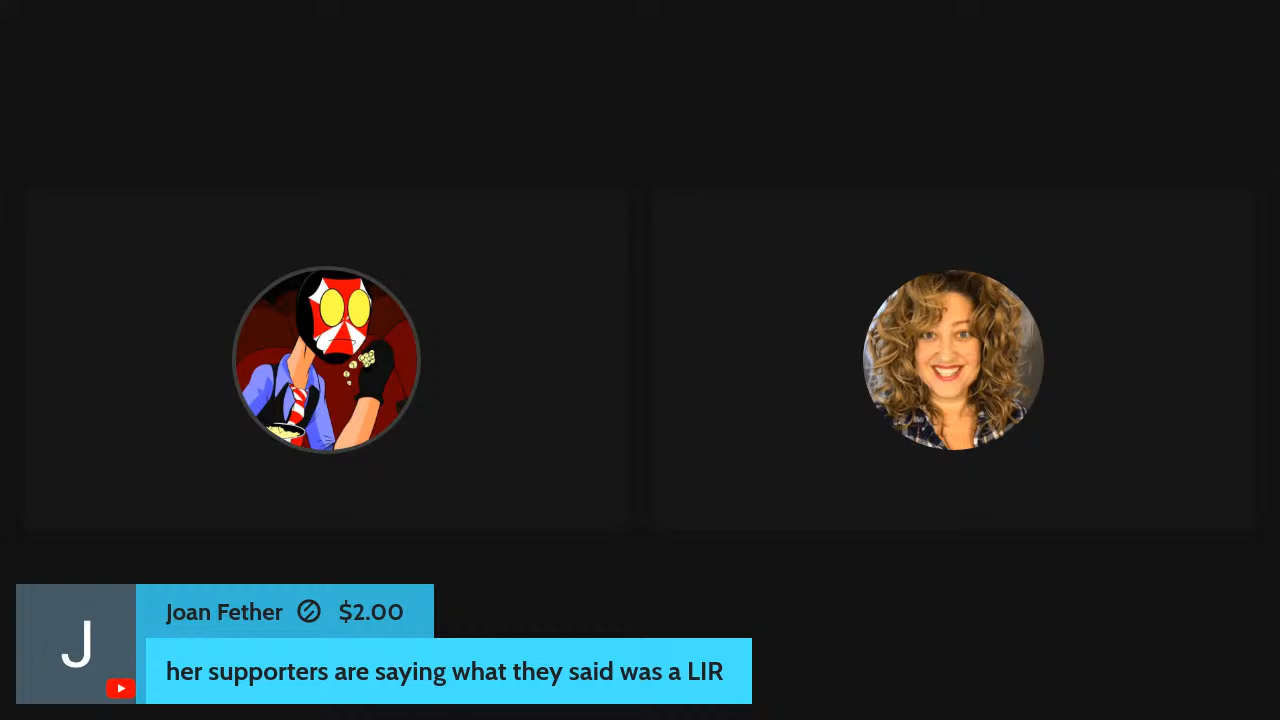 J
Joan Fether $2.00
her supporters are saying what they said was a LIR